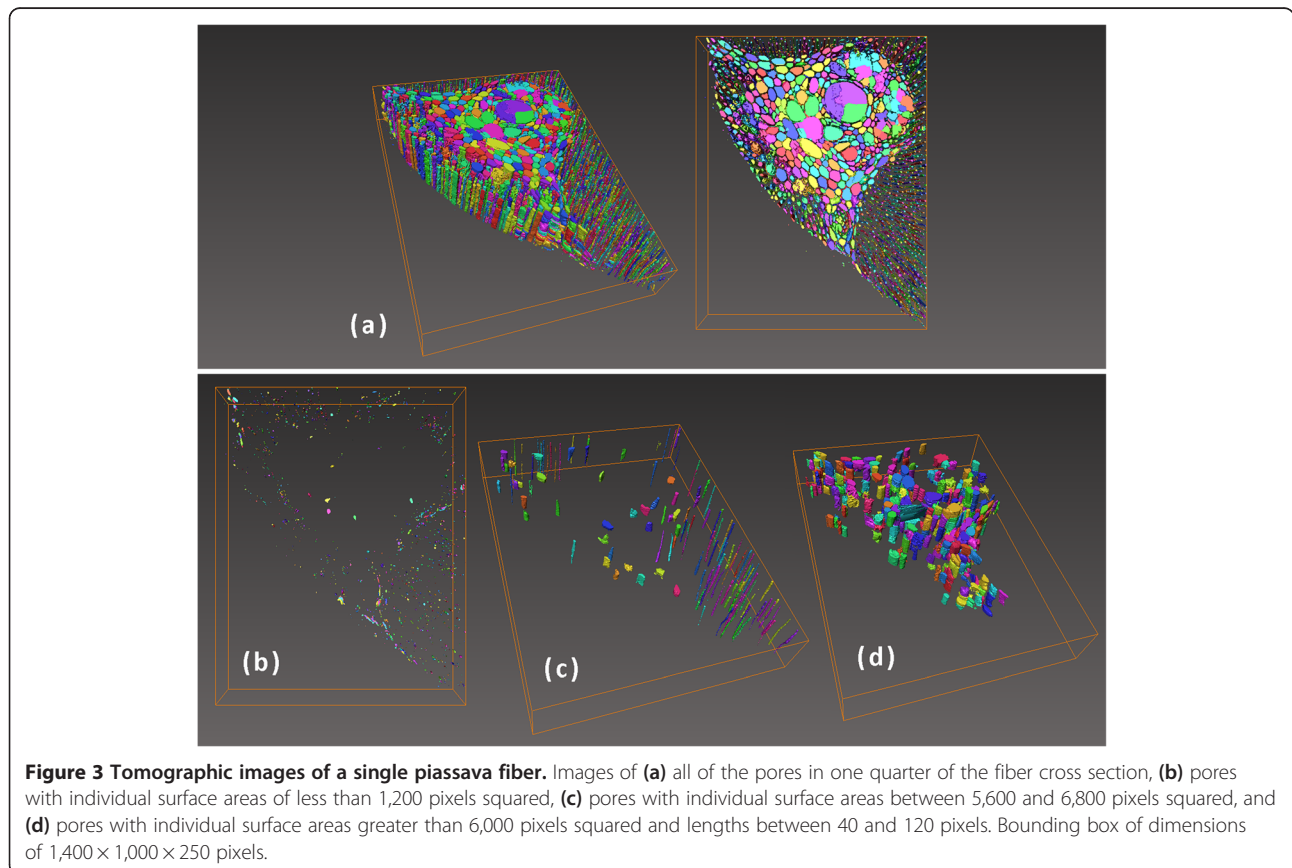 (a)
(b)
(c)
(d)
Figure 3 Tomographic images of a single piassava fiber. Images of (a) all of the pores in one quarter of the fiber cross section, (b) pores
with individual surface areas of less than 1,200 pixels squared, (c) pores with individual surface areas between 5,600 and 6,800 pixels squared, and
(d) pores with individual surface areas greater than 6,000 pixels squared and lengths between 40 and 120 pixels. Bounding box of dimensions
of 1,400 × 1,000 × 250 pixels.